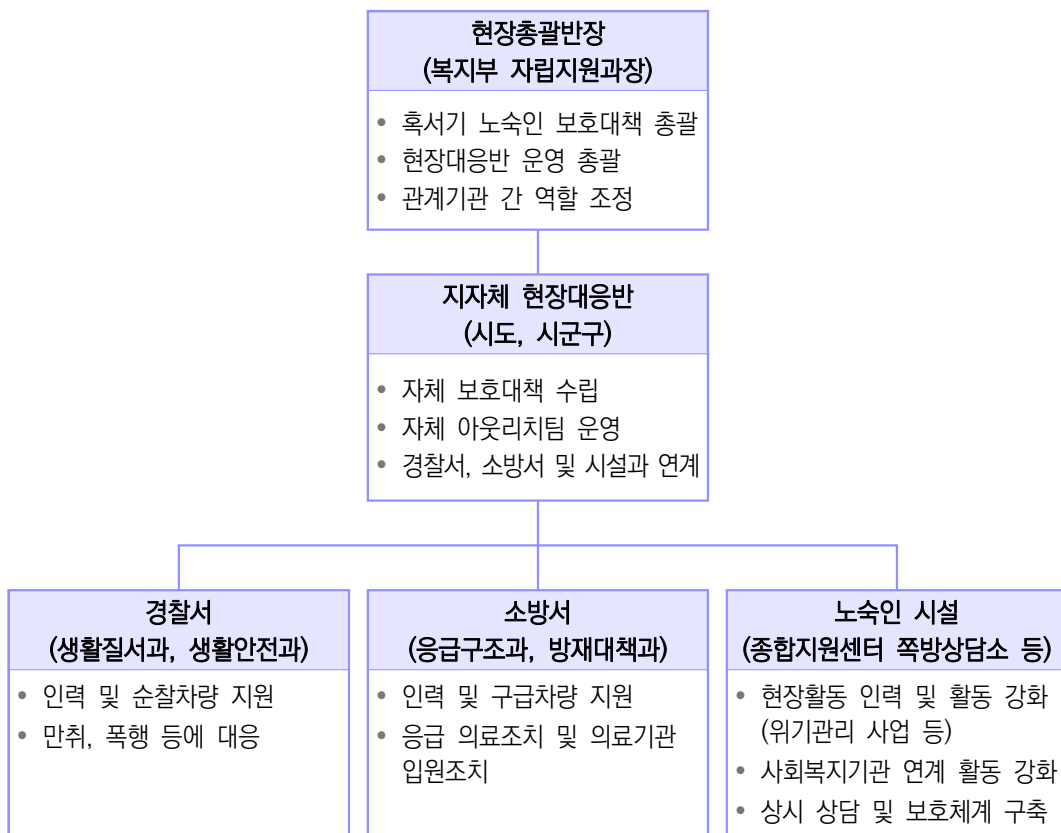 현장총괄반장
(복지부 자립지원과장)
• 혹서기 노숙인 보호대책 총괄
• 현장대응반 운영 총괄
• 관계기관 간 역할 조정
지자체 현장대응반
(시도, 시군구)
• 자체 보호대책 수립
• 자체 아웃리치팀 운영
• 경찰서, 소방서 및 시설과 연계
경찰서
(생활질서과, 생활안전과)
• 인력 및 순찰차량 지원
• 만취, 폭행 등에 대응
소방서
(응급구조과, 방재대책과)
• 인력 및 구급차량 지원
• 응급 의료조치 및 의료기관
입원조치
노숙인 시설
(종합지원센터 쪽방상담소 등)
• 현장활동 인력 및 활동 강화
(위기관리 사업 등)
• 사회복지기관 연계 활동 강화
• 상시 상담 및 보호체계 구축